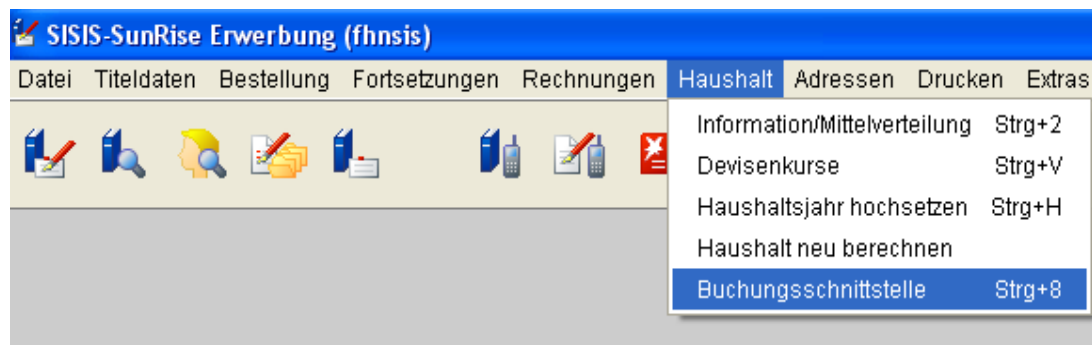 SISIS-SunRise Erwerbung (fhnsis)
Datei Titeldaten Bestellung Fortsetzungen Rechnungen Haushalt Adressen Drucken Extras
Information/Mittelverteilung Strg+2
Devisenkurse Strg+V
Haushaltsjahr hochsetzen Strg+H
Haushalt neu berechnen
Buchungsschnittstelle Strg+8